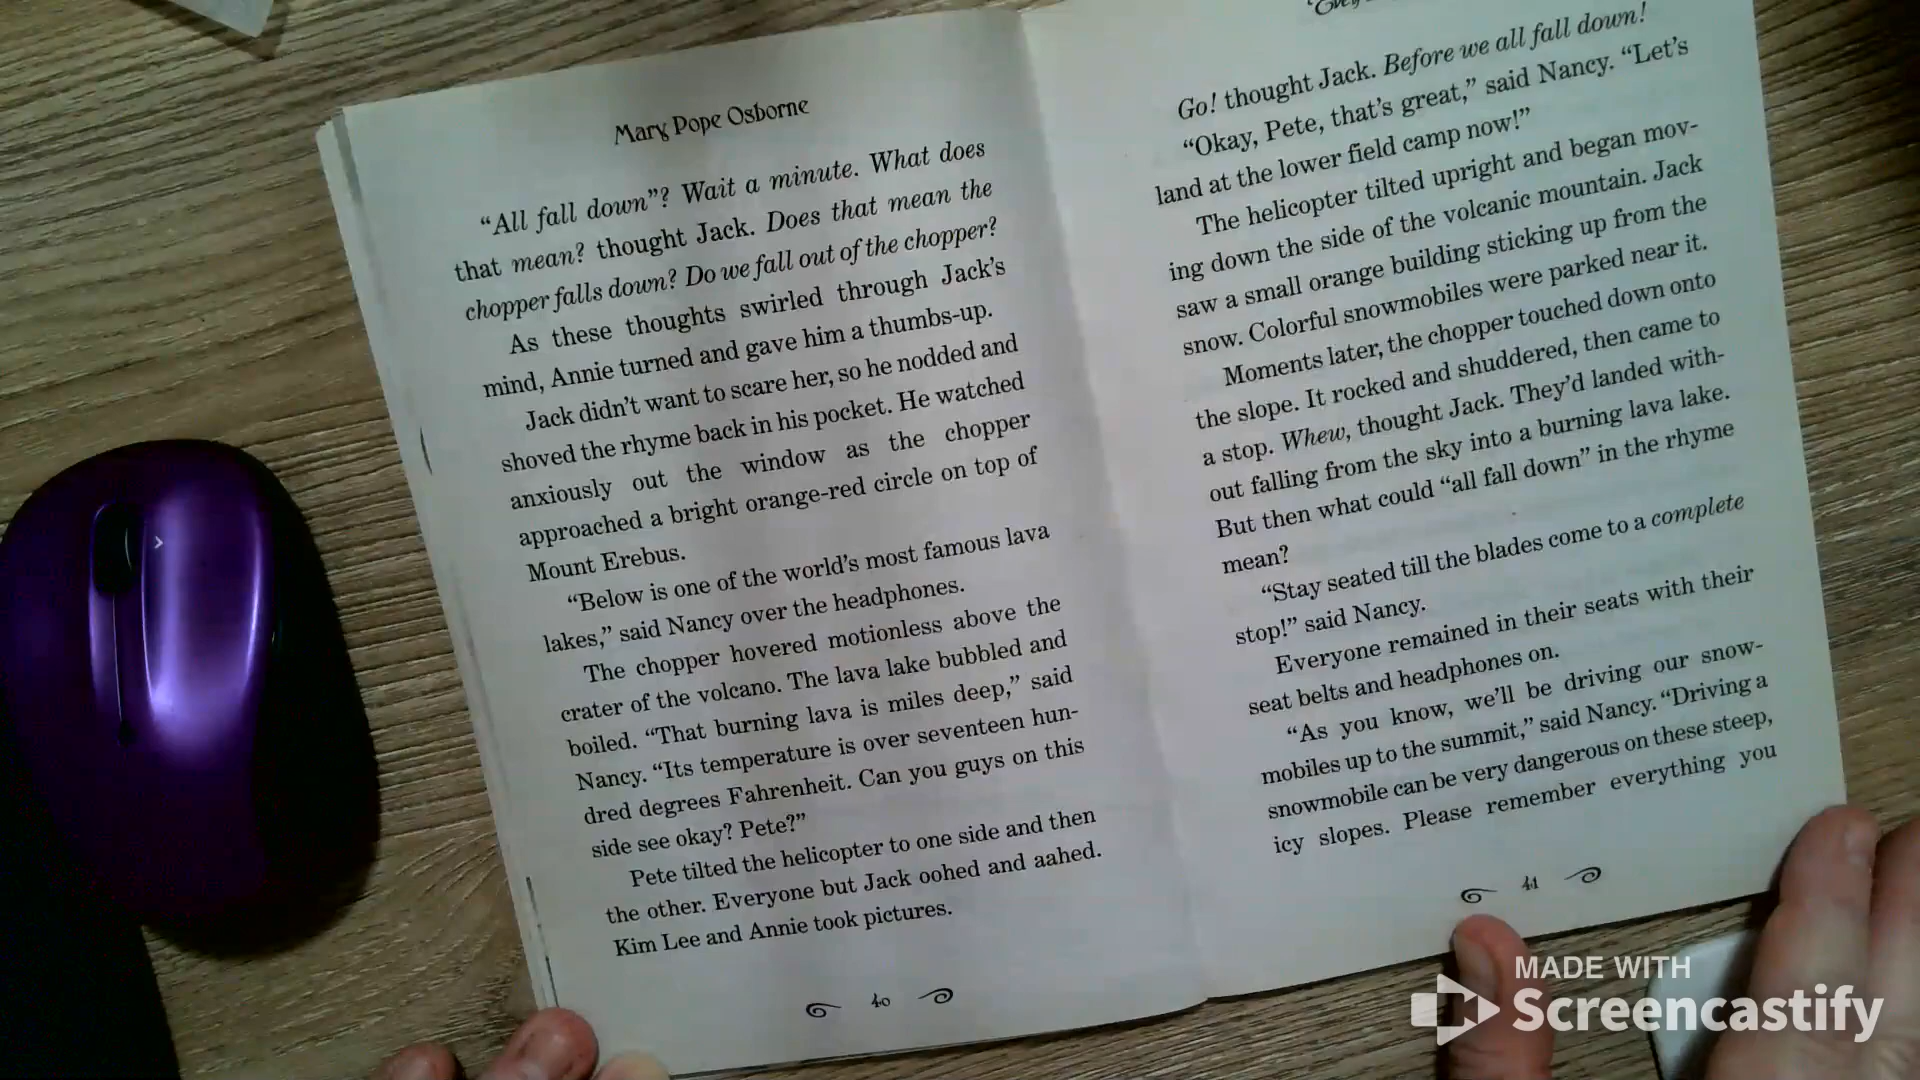 Mary Pope Osborne
“All fall down”? Wait a minute. What does
that mean? thought Jack. Does that mean the
chopper falls down? Do we fall out of the chopper?
As these thoughts swirled through Jack’s
mind, Annie turned and gave him a thumbs-up.
Jack didn’t want to scare her, so he nodded and
shoved the rhyme back in his pocket. He watched
anxiously out the window as the chopper
approached a bright orange-red circle on top of
Mount Erebus.
“Below is one of the world’s most famous lava
lakes,” said Nancy over the headphones.
The chopper hovered motionless above the
crater of the volcano. The lava lake bubbled and
boiled. “That burning lava is miles deep,” said
Nancy. “Its temperature is over seventeen hun-
dred degrees Fahrenheit. Can you guys on this
side see okay? Pete?”
Pete tilted the helicopter to one side and then
the other. Everyone but Jack oohed and aahed.
Kim Lee and Annie took pictures.
40
Go! thought Jack. Before we all fall down!
“Okay, Pete, that’s great,” said Nancy. “Let’s
land at the lower field camp now!”
The helicopter tilted upright and began mov-
ing down the side of the volcanic mountain. Jack
saw a small orange building sticking up from the
snow. Colorful snowmobiles were parked near it.
Moments later, the chopper touched down onto
the slope. It rocked and shuddered, then came to
a stop. Whew, thought Jack. They’d landed with-
out falling from the sky into a burning lava lake.
But then what could “all fall down” in the rhyme
mean?
“Stay seated till the blades come to a complete
stop!” said Nancy.
Everyone remained in their seats with their
seat belts and headphones on.
“As you know, we’ll be driving our snow-
mobiles up to the summit,” said Nancy. “Driving a
snowmobile can be very dangerous on these steep,
icy slopes. Please remember everything you
41
MADE WITH
Screencastify